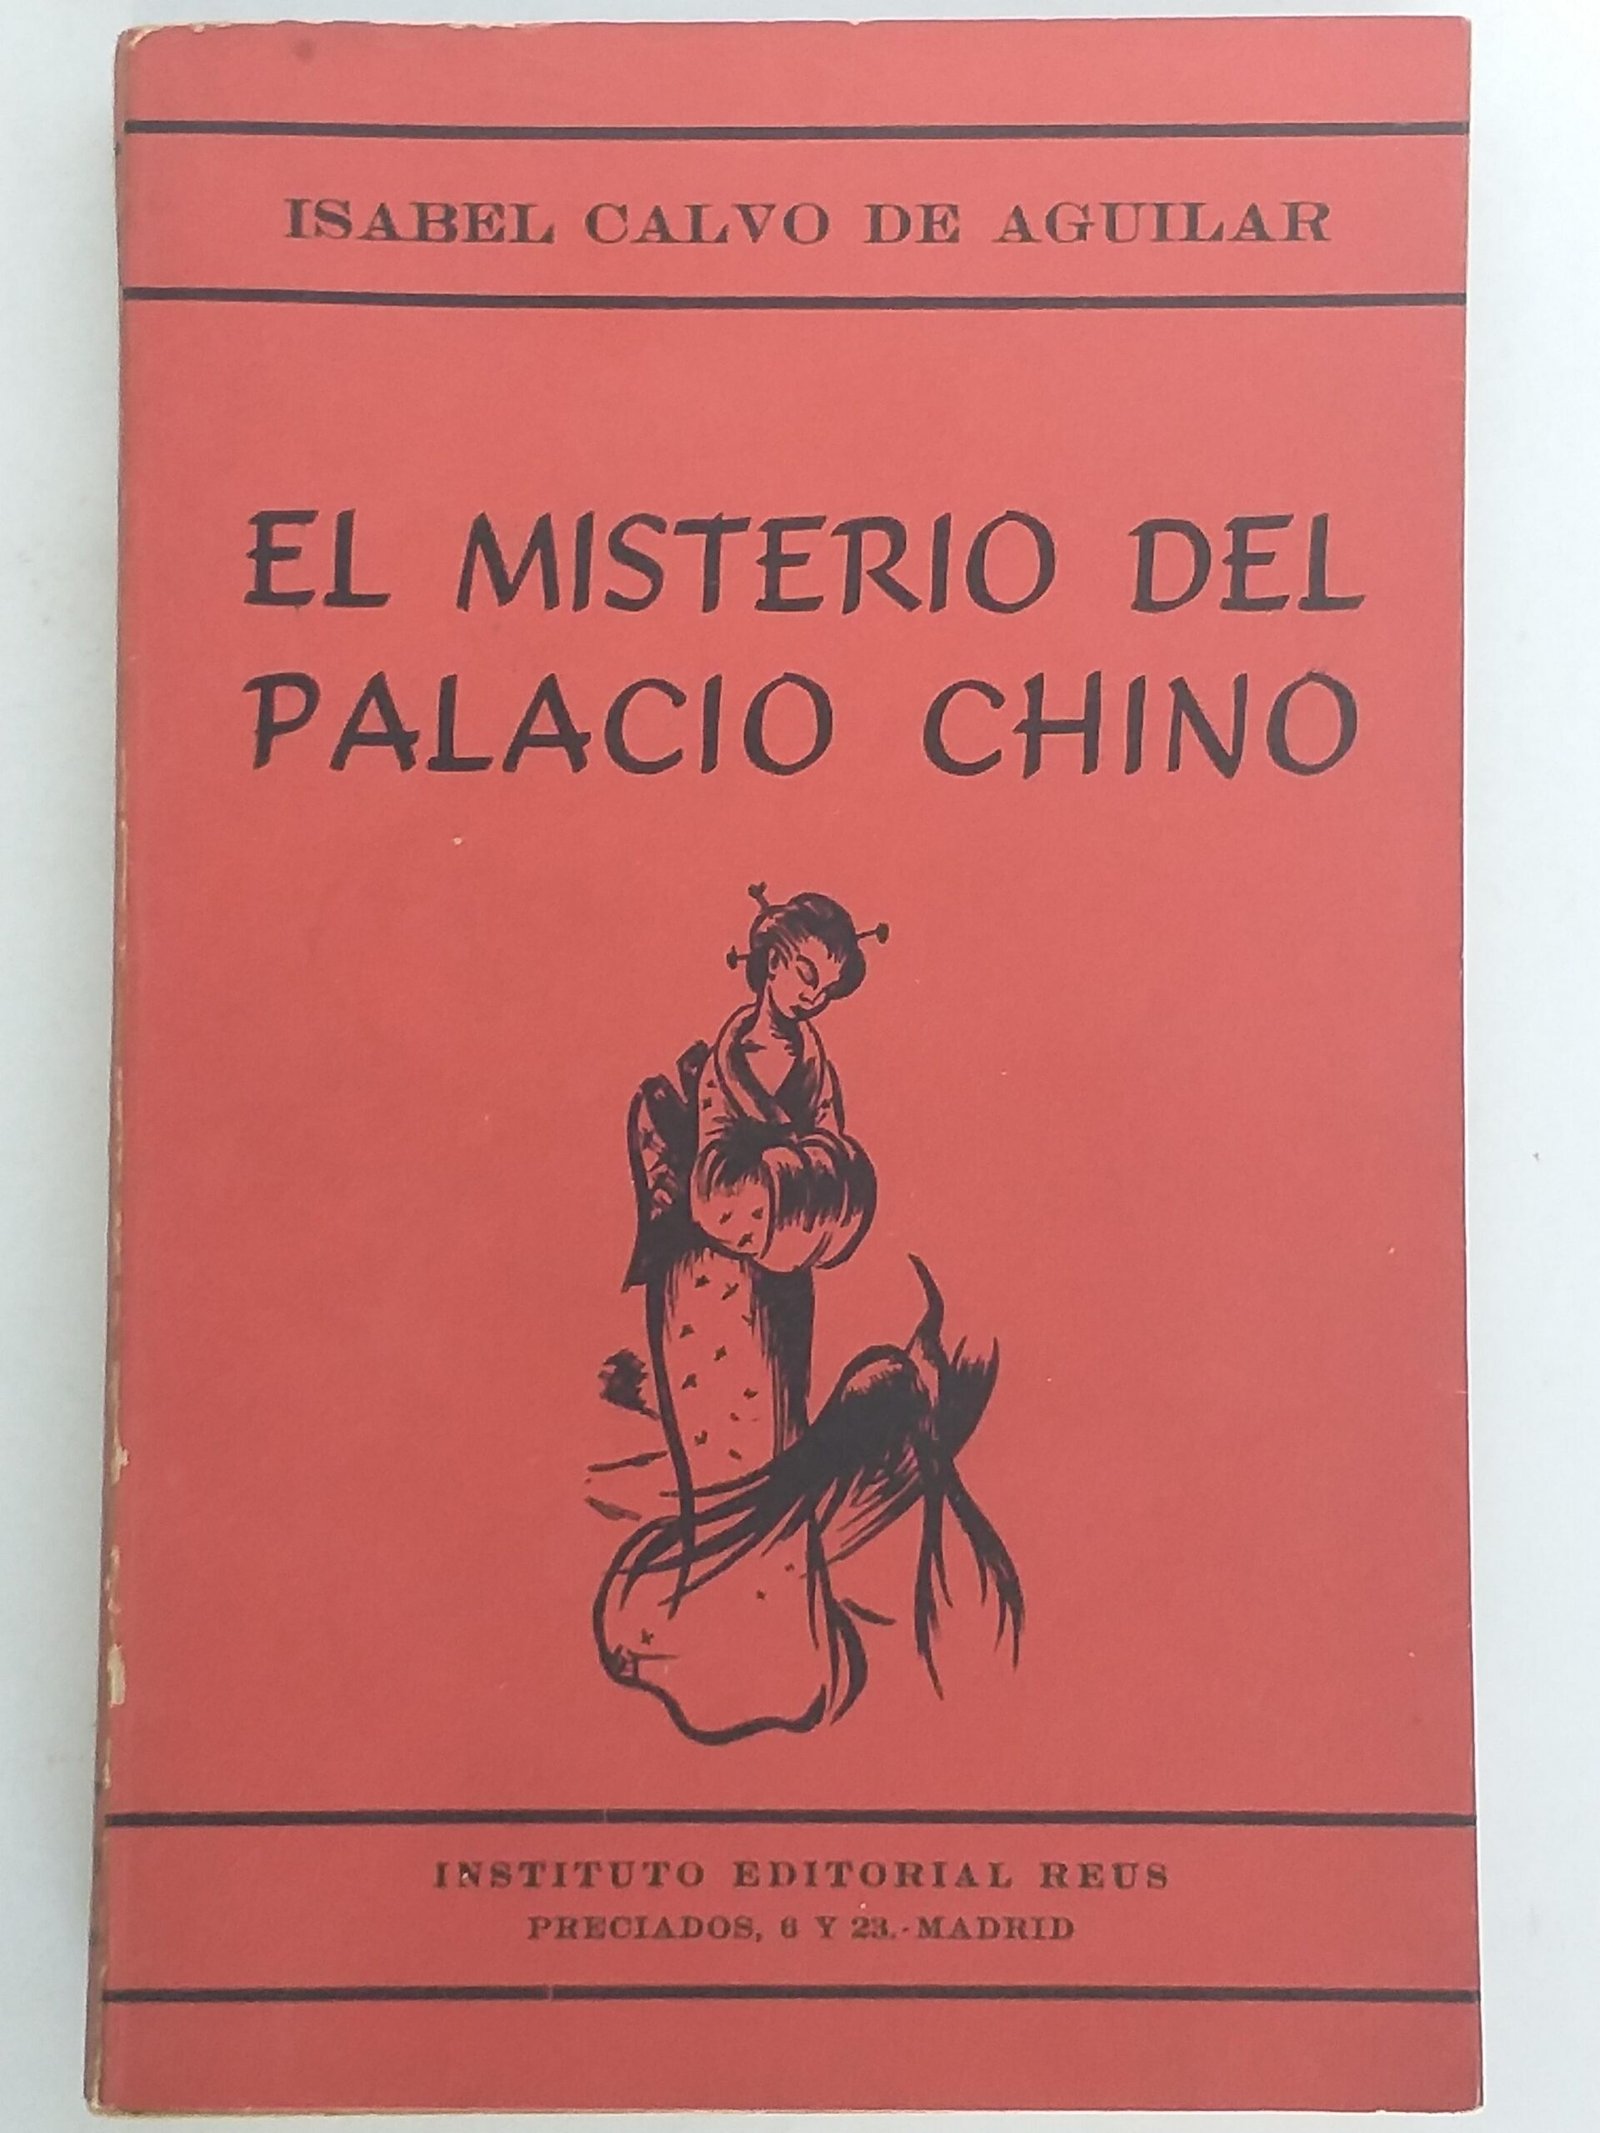 ISABEL CALVO DE AGUILAR
EL MISTERIO DEL
PALACIO CHINO
INSTITUTO EDITORIAL REUS
PRECIADOS, 6 Y 23.-MADRID